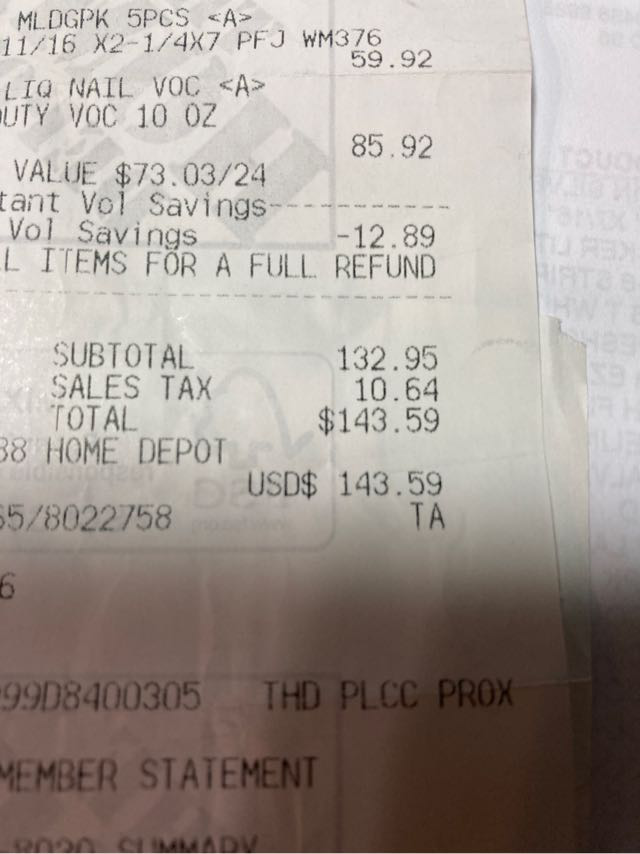 MLDGPK 5PCS <A>
11/16 X2-1/4X7 PFJ WM376
59.92
LIQ NAIL VOC <A>
DUTY VOC 10 OZ
85.92
VALUE $73.03/24
tant Vol Savings-----------
Vol Savings -12.89
L ITEMS FOR A FULL REFUND
SUBTOTAL 132.95
SALES TAX 10.64
TOTAL $143.59
38 HOME DEPOT
USD$ 143.59
65/8022758 TA
6
99D8400305 THD PLCC PROX
MEMBER STATEMENT
SUMMARY